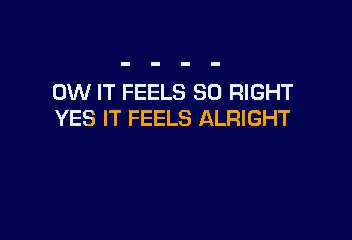 - - - -
OW IT FEELS SO RIGHT
YES IT FEELS ALRIGHT